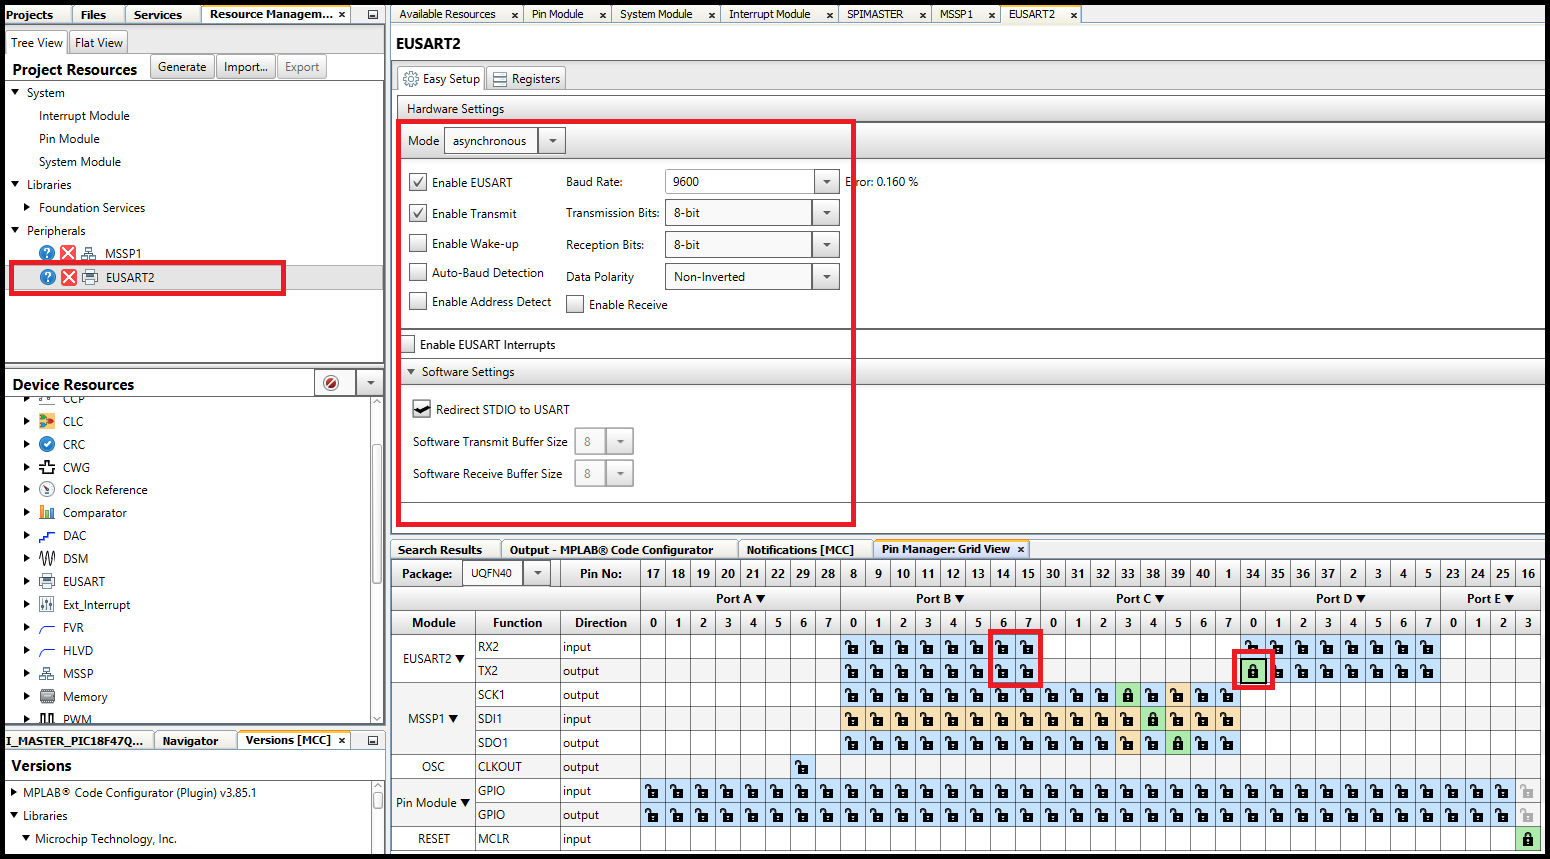 Projects Files Services Resource Managem... ×
Tree View Flat View
Project Resources Generate Import... Export
System
Interrupt Module
Pin Module
System Module
Libraries
Foundation Services
Peripherals
MSSP1
EUSART2
Device Resources
CCP
CLC
CRC
CWG
Clock Reference
Comparator
DAC
DSM
EUSART
Ext_Interrupt
FVR
HLVD
MSSP
Memory
PWM
I_MASTER_PIC18F47Q... Navigator Versions [MCC] ×
Versions
MPLAB® Code Configurator (Plugin) v3.85.1
Libraries
Microchip Technology, Inc.
Available Resources × Pin Module × System Module × Interrupt Module × SPIMASTER × MSSP1 × EUSART2 ×
EUSART2
Easy Setup Registers
Hardware Settings
Mode asynchronous
Enable EUSART Baud Rate: 9600 Error: 0.160 %
Enable Transmit Transmission Bits: 8-bit
Enable Wake-up Reception Bits: 8-bit
Auto-Baud Detection Data Polarity Non-Inverted
Enable Address Detect Enable Receive
Enable EUSART Interrupts
Software Settings
Redirect STDIO to USART
Software Transmit Buffer Size 8
Software Receive Buffer Size 8
Search Results Output - MPLAB® Code Configurator Notifications [MCC] Pin Manager: Grid View ×
Package: UQFN40 Pin No: 17 18 19 20 21 22 29 28 8 9 10 11 12 13 14 15 30 31 32 33 38 39 40 1 34 35 36 37 2 3 4 5 23 24 25 16
Port A ▼ Port B ▼ Port C ▼ Port D ▼ Port E ▼
Module Function Direction 0 1 2 3 4 5 6 7 0 1 2 3 4 5 6 7 0 1 2 3 4 5 6 7 0 1 2 3 4 5 6 7 0 1 2 3
EUSART2 ▼ RX2 input
TX2 output
MSSP1 ▼ SCK1 output
SDI1 input
SDO1 output
OSC CLKOUT output
Pin Module ▼ GPIO input
GPIO output
RESET MCLR input